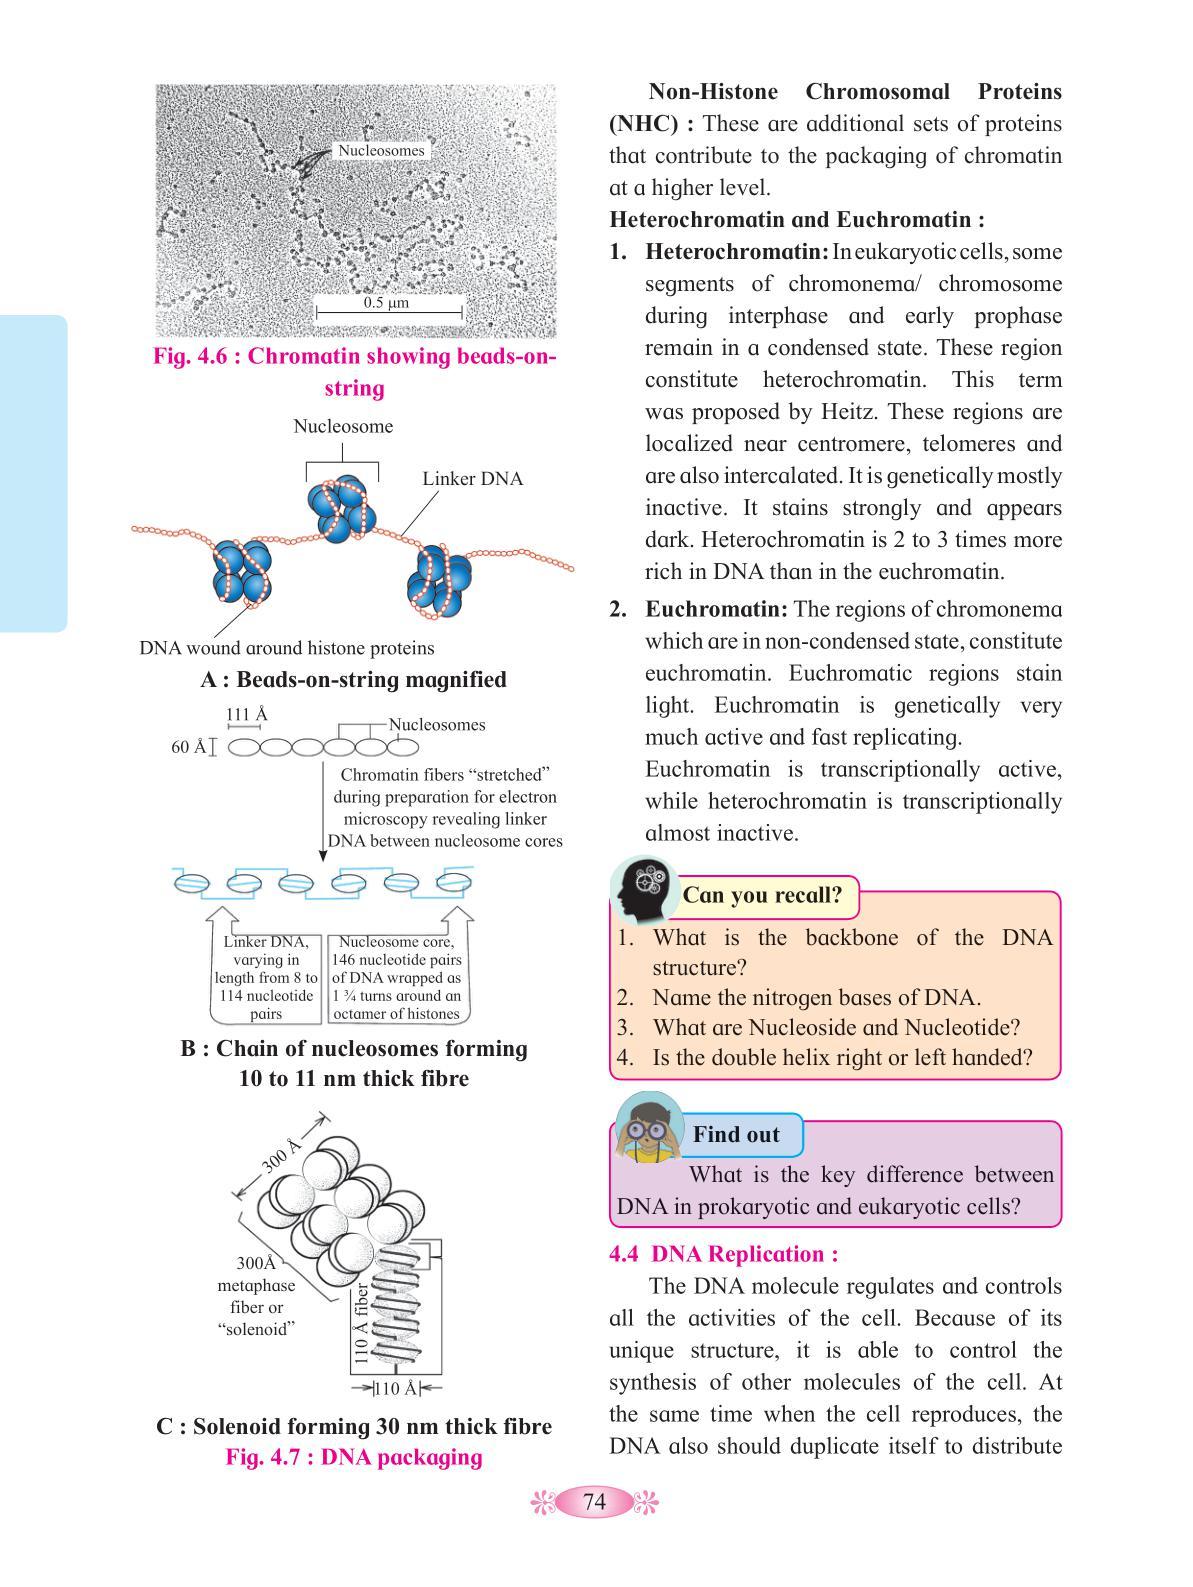 Nucleosomes
0.5 μm
Fig. 4.6 : Chromatin showing beads-on-
string
Nucleosome
Linker DNA
DNA wound around histone proteins
A : Beads-on-string magnified
111 Å
Nucleosomes
60 Å
Chromatin fibers “stretched”
during preparation for electron
microscopy revealing linker
DNA between nucleosome cores
Linker DNA,
varying in
length from 8 to
114 nucleotide
pairs
Nucleosome core,
146 nucleotide pairs
of DNA wrapped as
1 ¾ turns around an
octamer of histones
B : Chain of nucleosomes forming
10 to 11 nm thick fibre
300 Å
300Å
metaphase
fiber or
“solenoid”
110 Å fiber
110 Å
C : Solenoid forming 30 nm thick fibre
Fig. 4.7 : DNA packaging
Non-Histone Chromosomal Proteins
(NHC) : These are additional sets of proteins
that contribute to the packaging of chromatin
at a higher level.
Heterochromatin and Euchromatin :
1. Heterochromatin: In eukaryotic cells, some
segments of chromonema/ chromosome
during interphase and early prophase
remain in a condensed state. These region
constitute heterochromatin. This term
was proposed by Heitz. These regions are
localized near centromere, telomeres and
are also intercalated. It is genetically mostly
inactive. It stains strongly and appears
dark. Heterochromatin is 2 to 3 times more
rich in DNA than in the euchromatin.
2. Euchromatin: The regions of chromonema
which are in non-condensed state, constitute
euchromatin. Euchromatic regions stain
light. Euchromatin is genetically very
much active and fast replicating.
Euchromatin is transcriptionally active,
while heterochromatin is transcriptionally
almost inactive.
Can you recall?
1. What is the backbone of the DNA
structure?
2. Name the nitrogen bases of DNA.
3. What are Nucleoside and Nucleotide?
4. Is the double helix right or left handed?
Find out
What is the key difference between
DNA in prokaryotic and eukaryotic cells?
4.4 DNA Replication :
The DNA molecule regulates and controls
all the activities of the cell. Because of its
unique structure, it is able to control the
synthesis of other molecules of the cell. At
the same time when the cell reproduces, the
DNA also should duplicate itself to distribute
74